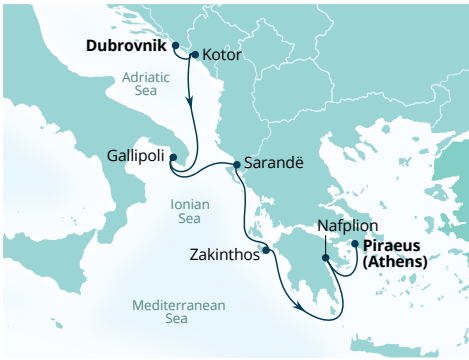 Dubrovnik
Kotor
Adriatic
Sea
Gallipoli
Sarandë
Ionian
Sea
Nafplion
Zakinthos
Piraeus
(Athens)
Mediterranean
Sea